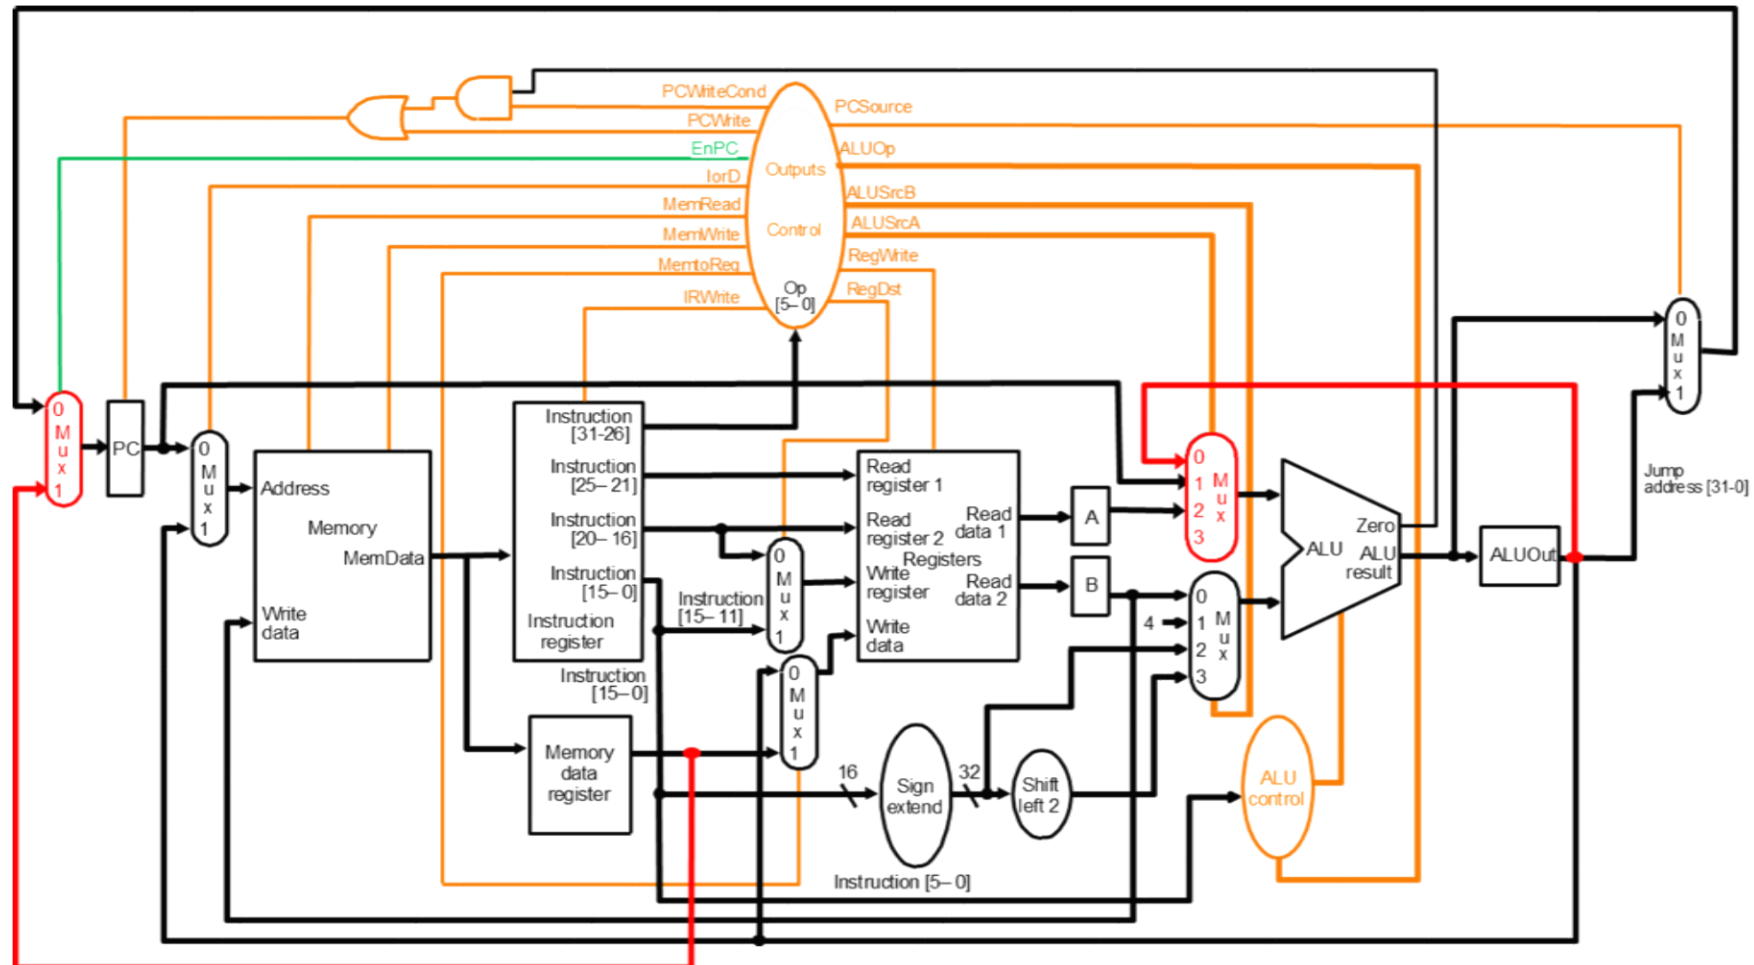 PCWriteCond
PCWrite
EnPC
IorD
MemRead
MemWrite
MemtoReg
IRWrite
Outputs
Control
Op
[5–0]
PCSource
ALUOp
ALUSrcB
ALUSrcA
RegWrite
RegDst
0
M
u
x
1
PC
0
M
u
x
1
Address
Memory
MemData
Write
data
Instruction
[31-26]
Instruction
[25–21]
Instruction
[20–16]
Instruction
[15–0]
Instruction
register
Instruction
[15–0]
Instruction
[15–11]
Memory
data
register
0
M
u
x
1
0
M
u
x
1
Read
register 1
Read
register 2
Registers
Write
register
Write
data
Read
data 1
Read
data 2
A
B
4
0
1
2
3
M
u
x
0
1
2
3
M
u
x
16
Sign
extend
32
Shift
left 2
Instruction [5–0]
ALU
control
Zero
ALU
ALU
result
ALUOut
0
M
u
x
1
Jump
address [31-0]